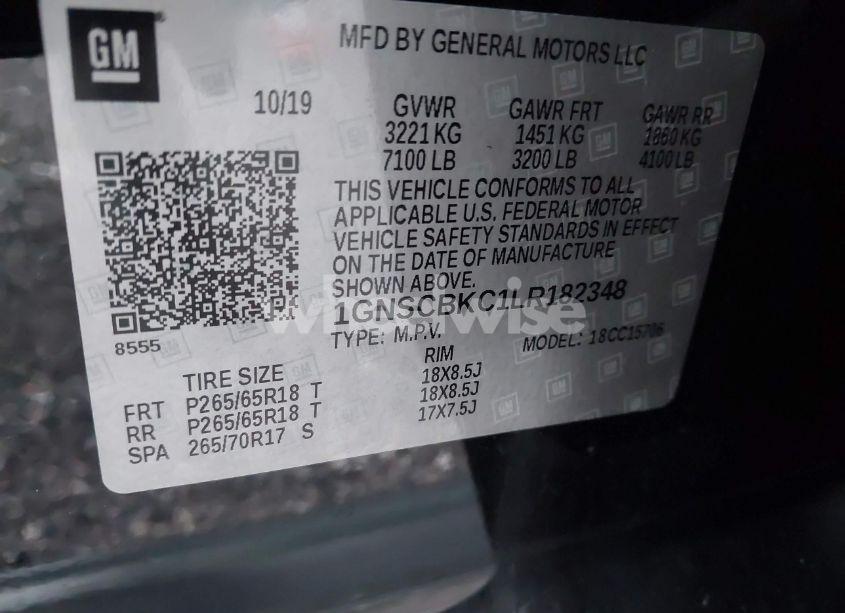 GM
MFD BY GENERAL MOTORS LLC
10/19 GVWR GAWR FRT GAWR RR
3221 KG 1451 KG 1860 KG
7100 LB 3200 LB 4100 LB
THIS VEHICLE CONFORMS TO ALL
APPLICABLE U.S. FEDERAL MOTOR
VEHICLE SAFETY STANDARDS IN EFFECT
ON THE DATE OF MANUFACTURE
SHOWN ABOVE.
1GNSCBKC1LR182348
8555
TYPE: M.P.V. MODEL: 18CC15706
TIRE SIZE RIM
FRT P265/65R18 T 18X8.5J
RR P265/65R18 T 18X8.5J
SPA 265/70R17 S 17X7.5J